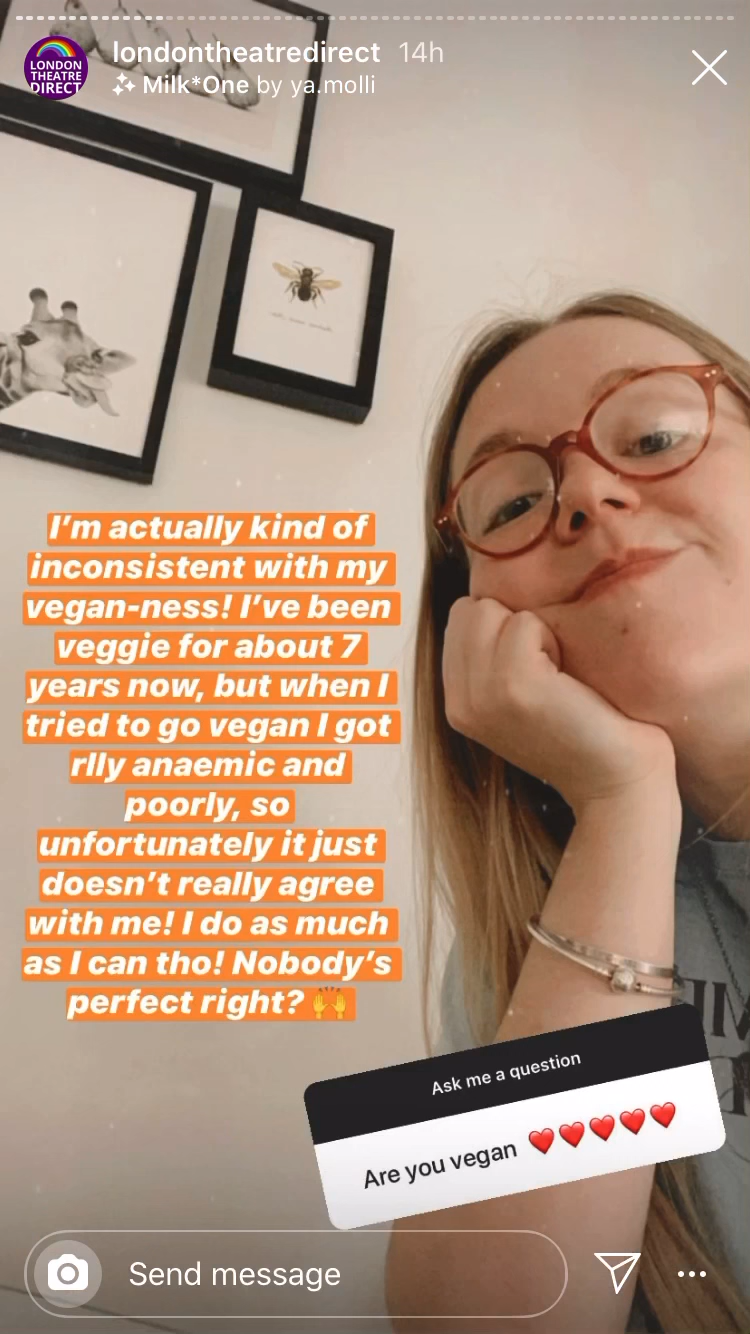 londontheatredirect 14h
LONDON
THEATRE
DIRECT
Milk*One by ya.molli
I'm actually kind of
inconsistent with my
vegan-ness! I've been
veggie for about 7
years now, but when I
tried to go vegan I got
rlly anaemic and
poorly, so
unfortunately it just
doesn't really agree
with me! I do as much
as I can tho! Nobody's
perfect right? 🙌
Ask me a question
Are you vegan ❤️❤️❤️❤️❤️
Send message